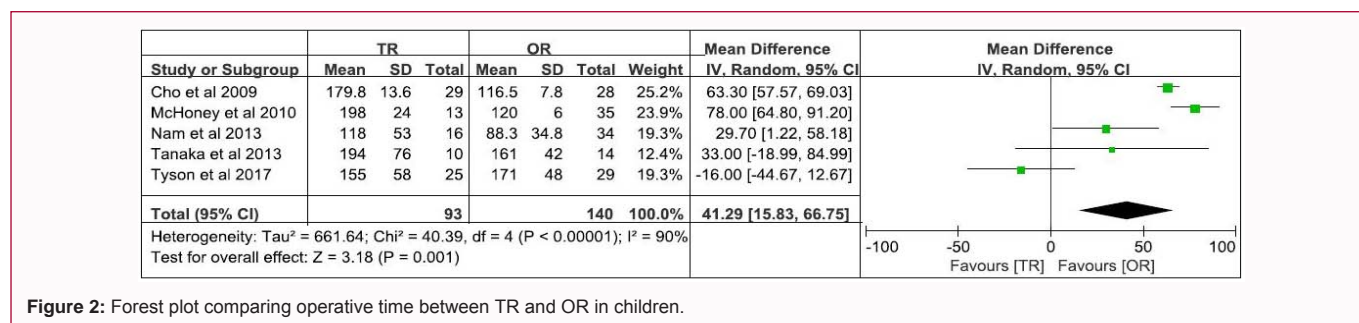 TR OR Mean Difference Mean Difference
Study or Subgroup Mean SD Total Mean SD Total Weight IV, Random, 95% CI IV, Random, 95% CI
Cho et al 2009 179.8 13.6 29 116.5 7.8 28 25.2% 63.30 [57.57, 69.03]
McHoney et al 2010 198 24 13 120 6 35 23.9% 78.00 [64.80, 91.20]
Nam et al 2013 118 53 16 88.3 34.8 34 19.3% 29.70 [1.22, 58.18]
Tanaka et al 2013 194 76 10 161 42 14 12.4% 33.00 [-18.99, 84.99]
Tyson et al 2017 155 58 25 171 48 29 19.3% -16.00 [-44.67, 12.67]
Total (95% CI) 93 140 100.0% 41.29 [15.83, 66.75]
Heterogeneity: Tau² = 661.64; Chi² = 40.39, df = 4 (P < 0.00001); I² = 90%
Test for overall effect: Z = 3.18 (P = 0.001)
-100 -50 0 50 100
Favours [TR] Favours [OR]
Figure 2: Forest plot comparing operative time between TR and OR in children.